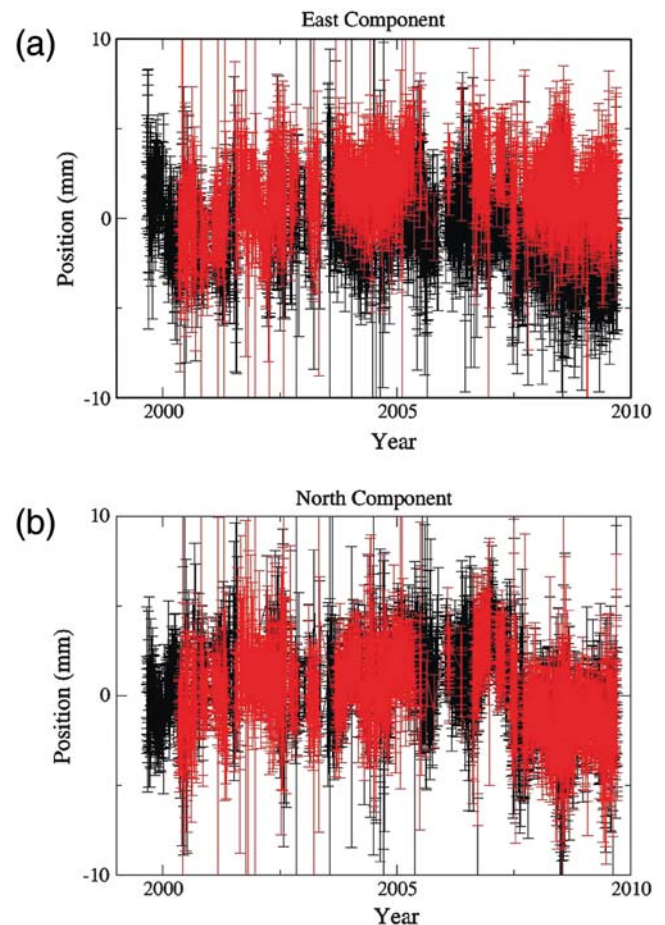 (a)
East Component
10
0
-10
Position (mm)
2000
2005
2010
Year
(b)
North Component
10
0
-10
Position (mm)
2000
2005
2010
Year